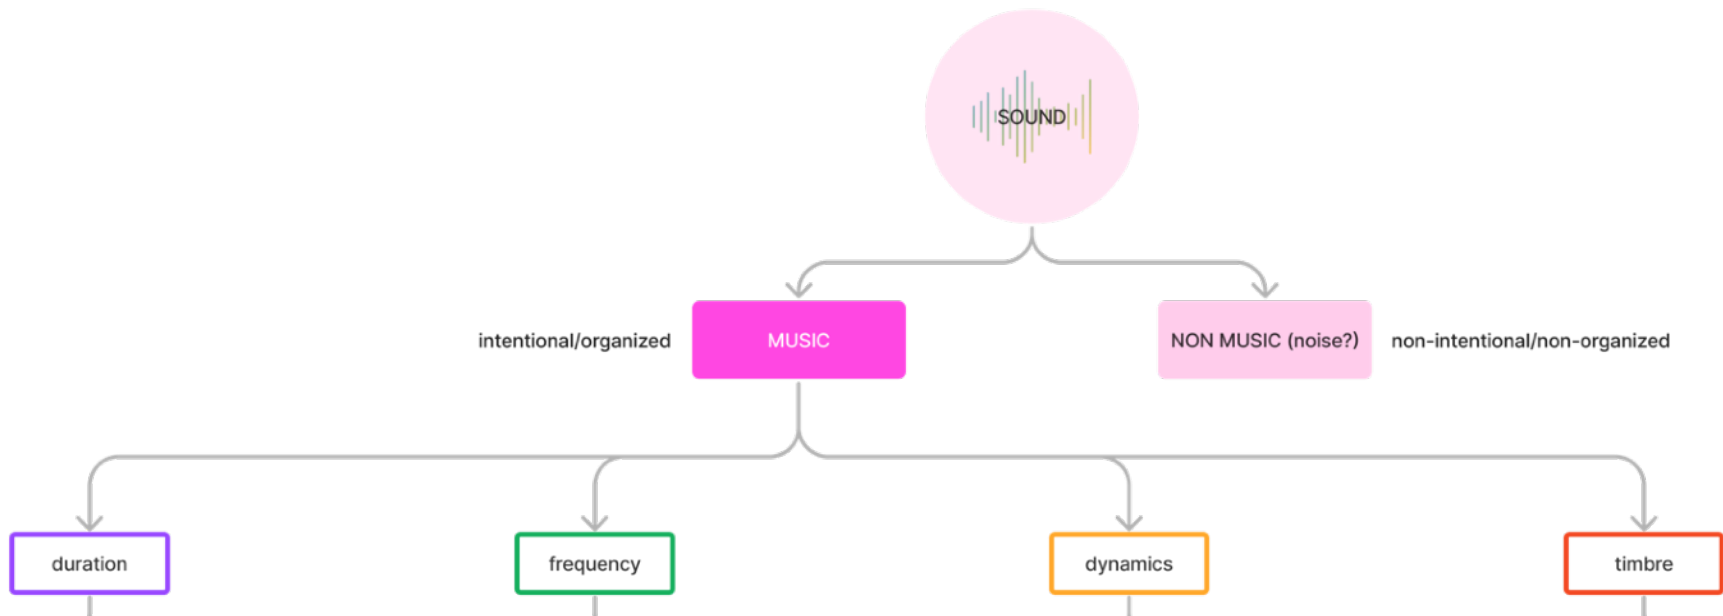 SOUND
intentional/organized
MUSIC
NON MUSIC (noise?)
non-intentional/non-organized
duration
frequency
dynamics
timbre